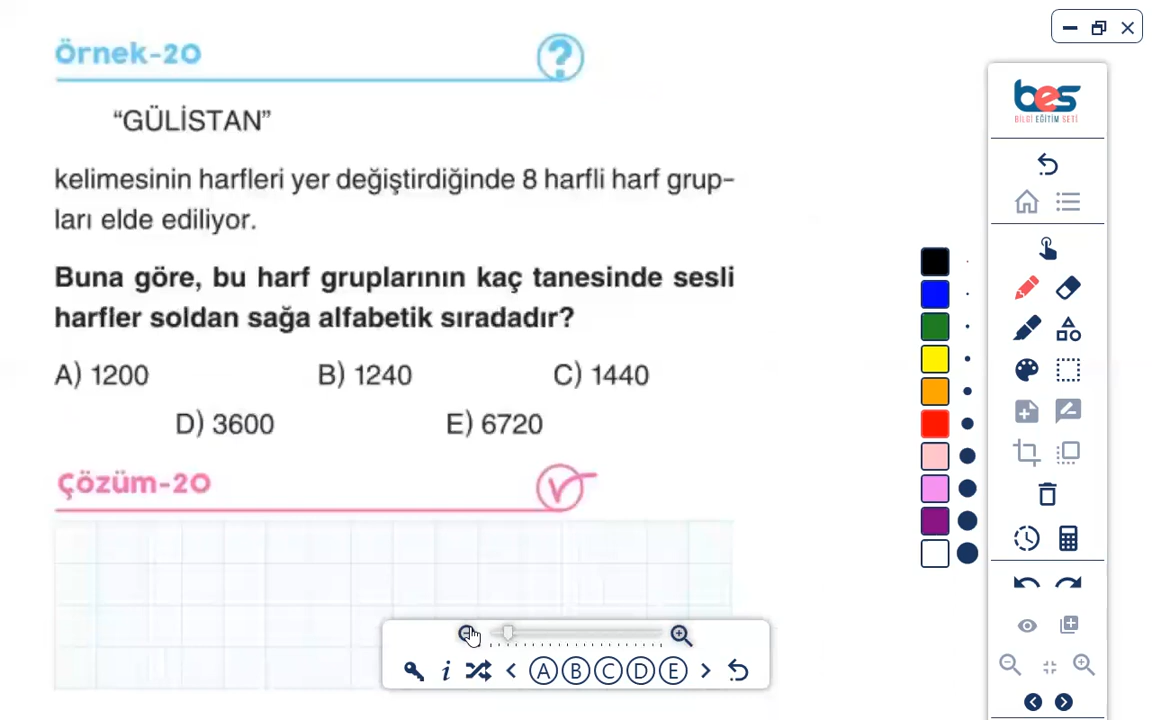 Örnek-20
?
“GÜLİSTAN”
kelimesinin harfleri yer değiştirdiğinde 8 harfli harf grup-
ları elde ediliyor.
Buna göre, bu harf gruplarının kaç tanesinde sesli
harfler soldan sağa alfabetik sıradadır?
A) 1200 B) 1240 C) 1440
D) 3600 E) 6720
Çözüm-20
i A B C D E
bes
BİLGİ EĞİTİM SETİ